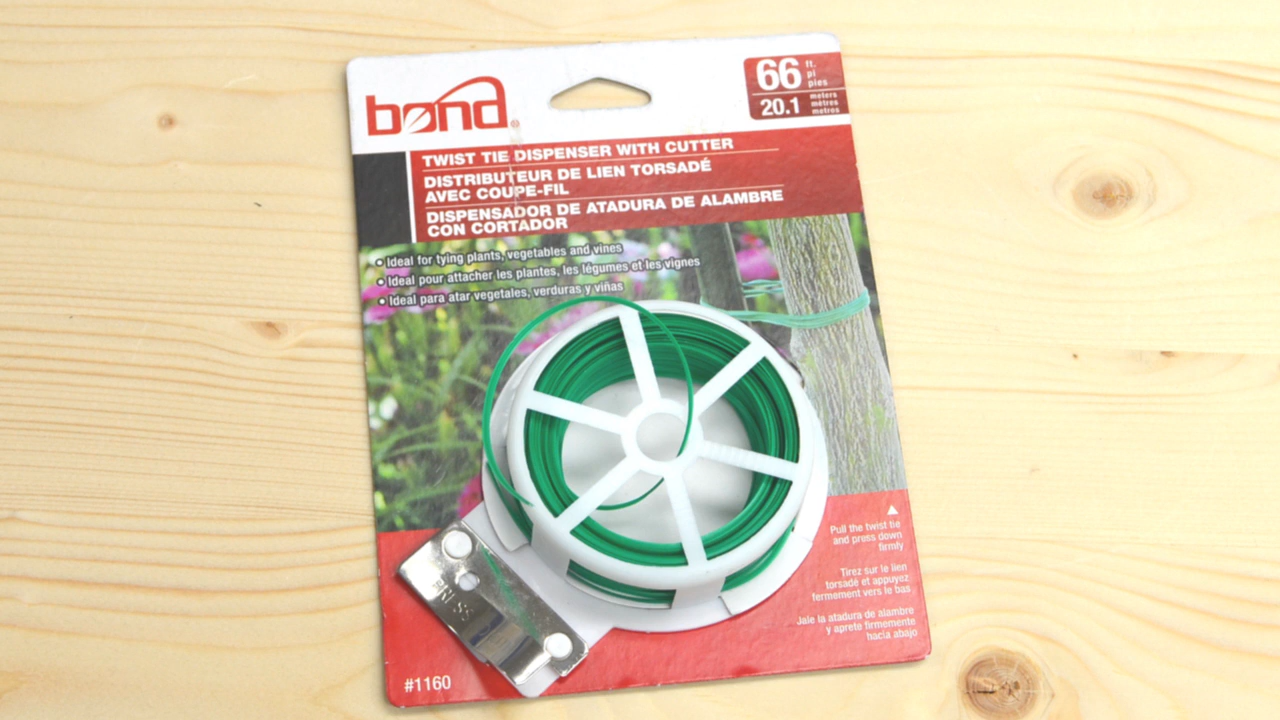 bond®
66 ft.
pi
pies
20.1 meters
mètres
metros
TWIST TIE DISPENSER WITH CUTTER
DISTRIBUTEUR DE LIEN TORSADÉ
AVEC COUPE-FIL
DISPENSADOR DE ATADURA DE ALAMBRE
CON CORTADOR
• Ideal for tying plants, vegetables and vines
• Ideal pour attacher les plantes, les légumes et les vignes
• Ideal para atar vegetales, verduras y viñas
Pull the twist tie
and press down
firmly
Tirez sur le lien
torsadé et appuyez
fermement vers le bas
Jale la atadura de alambre
y aprete firmemente
hacia abajo
PRESS
#1160